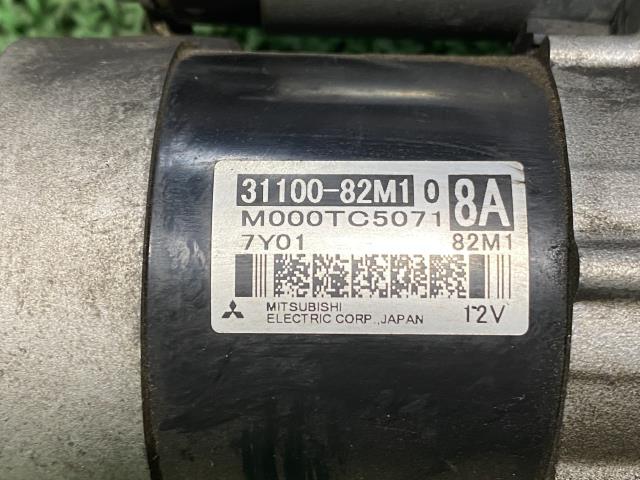 31100-82M1 0 8A
M000TC5071
7Y01 82M1
MITSUBISHI
ELECTRIC CORP.,JAPAN 12V